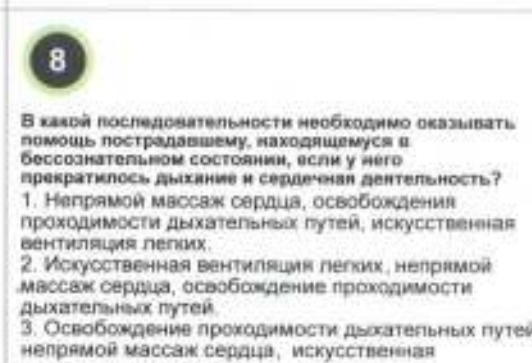 8
В какой последовательности необходимо оказывать
помощь пострадавшему, находящемуся в
бессознательном состоянии, если у него
прекратилось дыхание и сердечная деятельность?
1. Непрямой массаж сердца, освобождения
проходимости дыхательных путей, искусственная
вентиляция легких.
2. Искусственная вентиляция легких, непрямой
массаж сердца, освобождение проходимости
дыхательных путей.
3. Освобождение проходимости дыхательных путей
непрямой массаж сердца, искусственная